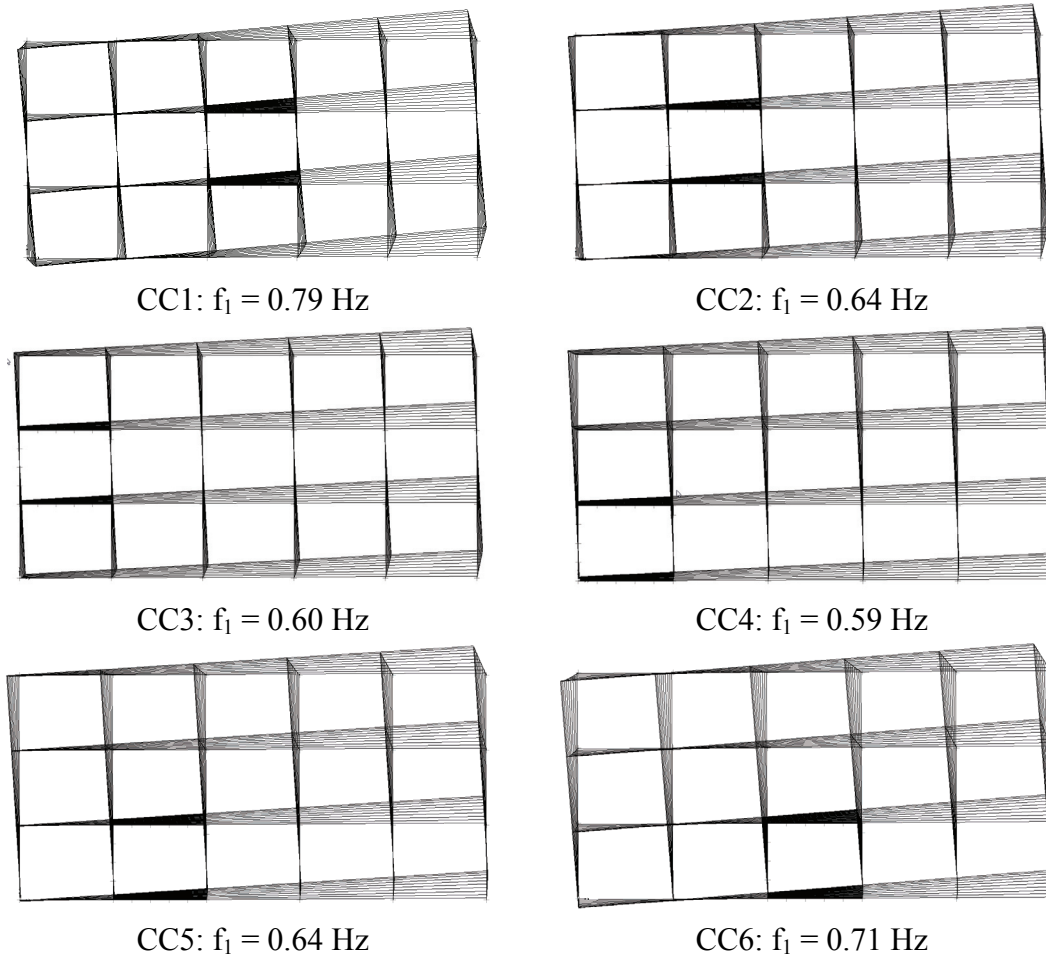 CC1: f₁ = 0.79 Hz
CC2: f₁ = 0.64 Hz
CC3: f₁ = 0.60 Hz
CC4: f₁ = 0.59 Hz
CC5: f₁ = 0.64 Hz
CC6: f₁ = 0.71 Hz